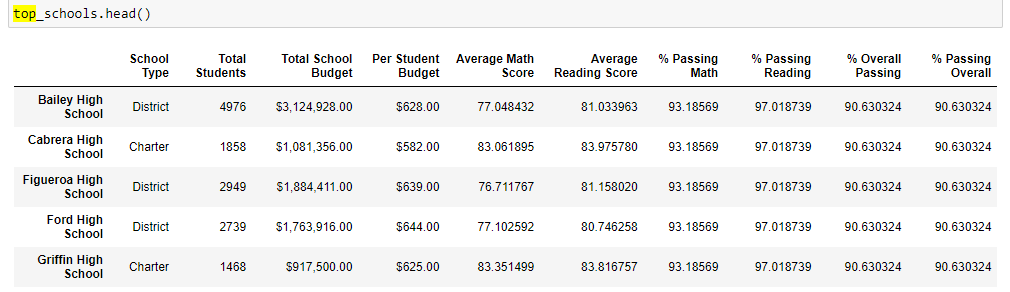 top_schools.head()
School Type Total Students Total School Budget Per Student Budget Average Math Score Average Reading Score % Passing Math % Passing Reading % Overall Passing % Passing Overall
Bailey High School District 4976 $3,124,928.00 $628.00 77.048432 81.033963 93.18569 97.018739 90.630324 90.630324
Cabrera High School Charter 1858 $1,081,356.00 $582.00 83.061895 83.975780 93.18569 97.018739 90.630324 90.630324
Figueroa High School District 2949 $1,884,411.00 $639.00 76.711767 81.158020 93.18569 97.018739 90.630324 90.630324
Ford High School District 2739 $1,763,916.00 $644.00 77.102592 80.746258 93.18569 97.018739 90.630324 90.630324
Griffin High School Charter 1468 $917,500.00 $625.00 83.351499 83.816757 93.18569 97.018739 90.630324 90.630324